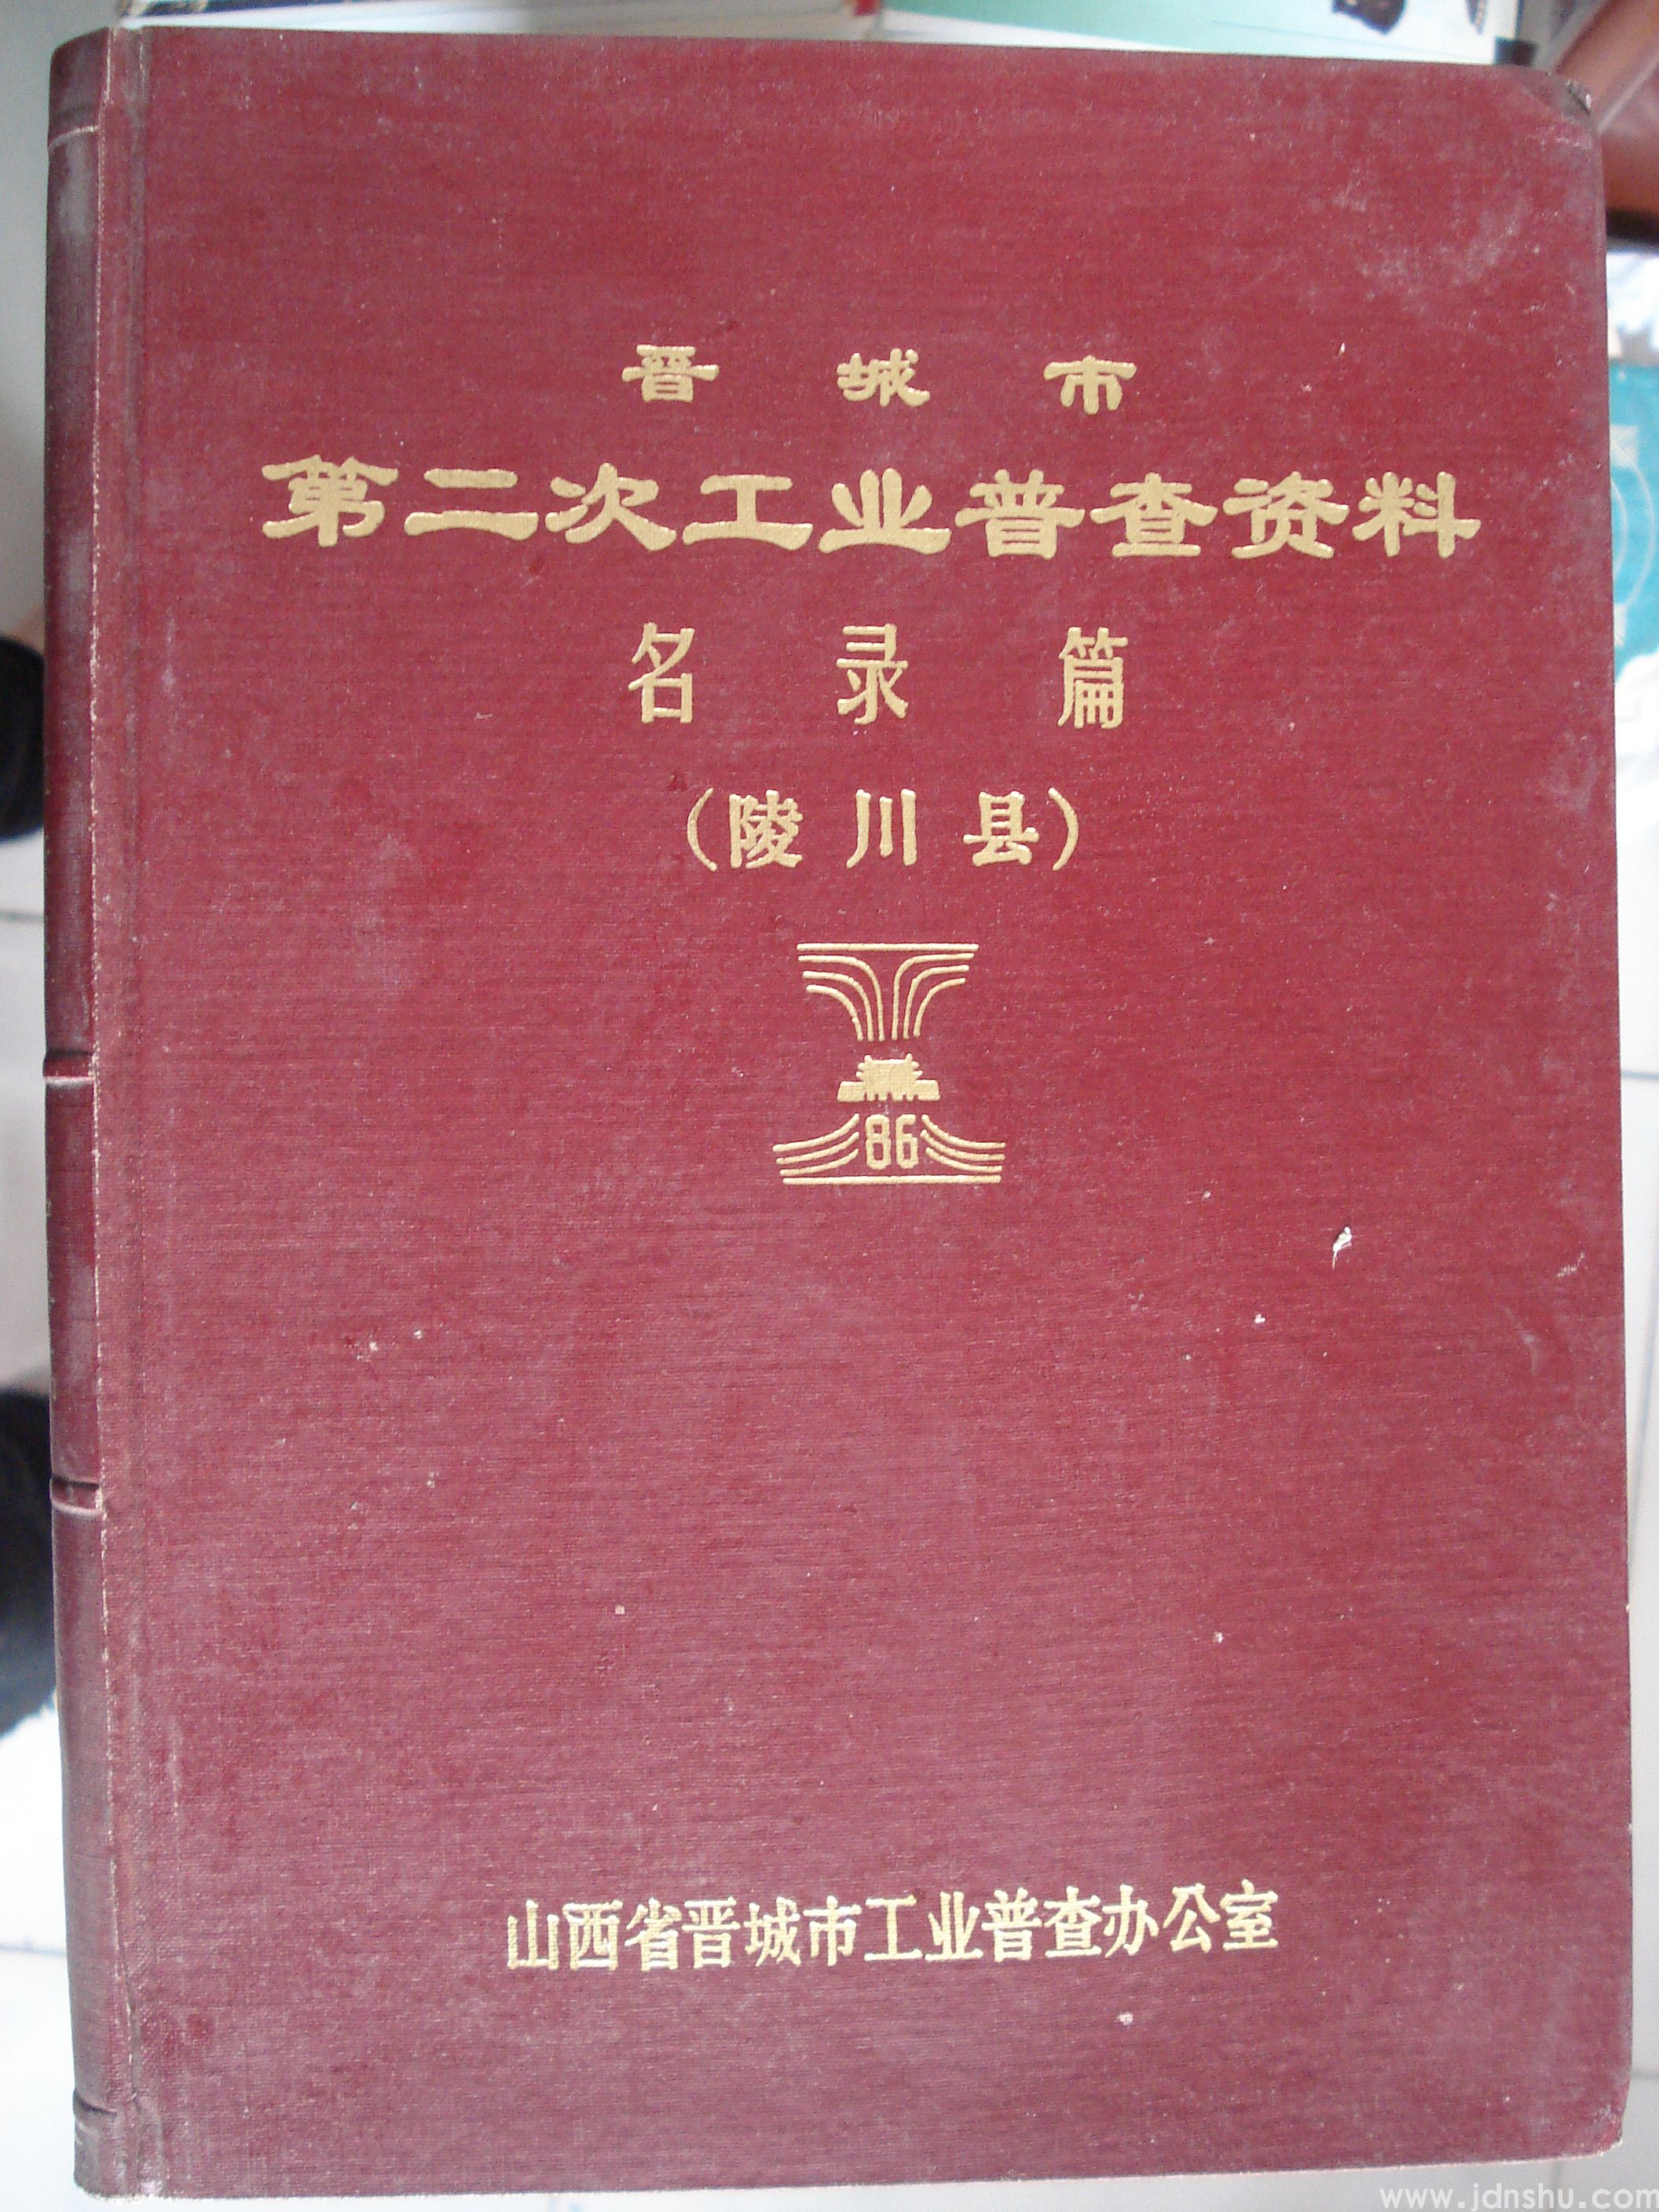 晋城市
第二次工业普查资料
名录篇
（陵川县）
86
山西省晋城市工业普查办公室
www.jdnshu.com